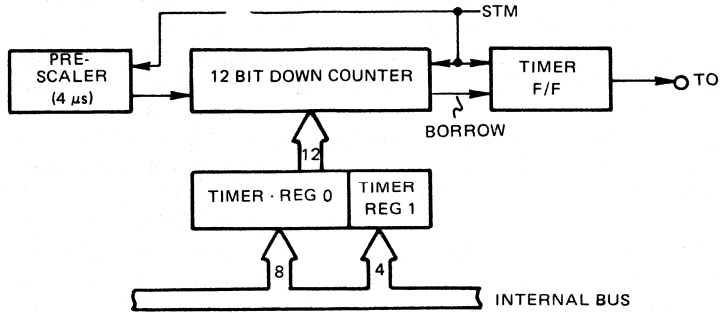 STM
PRE-
SCALER
(4 μs)
12 BIT DOWN COUNTER
TIMER
F/F
TO
BORROW
12
TIMER · REG 0
TIMER
REG 1
8
4
INTERNAL BUS